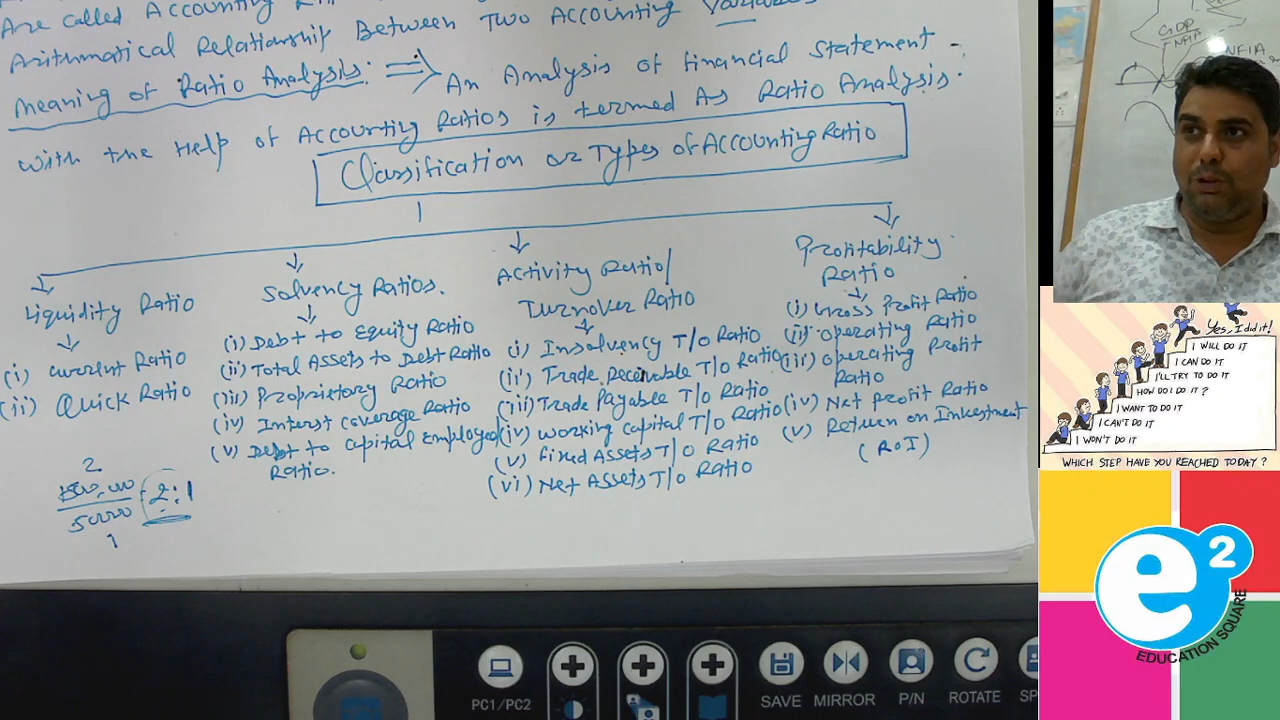 Are called Accounting
Arithmatical Relationship Between Two Accounting Variables
Meaning of Ratio Analysis: => An Analysis of financial Statement
with the Help of Accounting Ratios is termed As Ratio Analysis.
Classification or Types of Accounting Ratio
Liquidity Ratio
(i) Current Ratio
(ii) Quick Ratio
2
100,000
50000
1
2:1
Solvency Ratios.
(i) Debt to Equity Ratio
(ii) Total Assets to Debt Ratio
(iii) Proprietory Ratio
(iv) Interst coverage Ratio
(v) Debt to capital Employed
Ratio.
Activity Ratio/
Turnover Ratio
(i) Insolvency T/o Ratio
(ii) Trade Receivable T/o Ratio
(iii) Trade Payable T/o Ratio
(iv) working capital T/o Ratio
(v) fixed Assets T/o Ratio
(vi) Net Assets T/o Ratio
Profitability
Ratio
(i) Gross Profit Ratio
(ii) operating Ratio
(iii) operating Profit
Ratio
(iv) Net profit Ratio
(v) Return on Investment
(ROI)
GDP
NFIA
NFIA
Yes, I did it!
I WILL DO IT
I CAN DO IT
I'LL TRY TO DO IT
HOW DO I DO IT?
I WANT TO DO IT
I CAN'T DO IT
I WON'T DO IT
WHICH STEP HAVE YOU REACHED TODAY?
e2
EDUCATION SQUARE
PC1/PC2
SAVE
MIRROR
P/N
ROTATE
SP